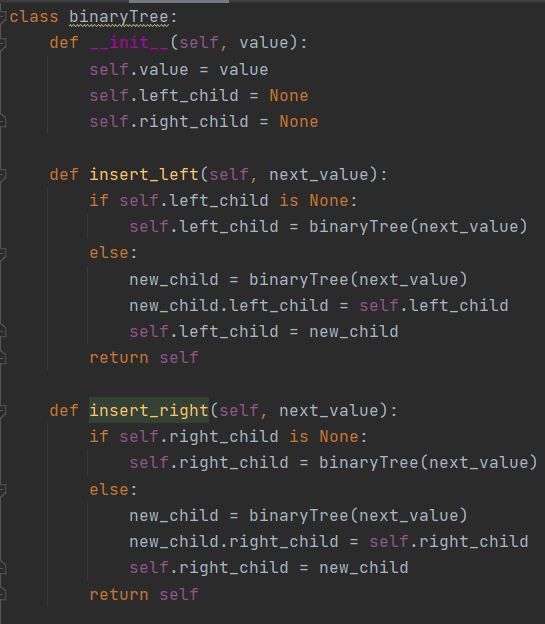 class binaryTree:
    def __init__(self, value):
        self.value = value
        self.left_child = None
        self.right_child = None

    def insert_left(self, next_value):
        if self.left_child is None:
            self.left_child = binaryTree(next_value)
        else:
            new_child = binaryTree(next_value)
            new_child.left_child = self.left_child
            self.left_child = new_child
        return self

    def insert_right(self, next_value):
        if self.right_child is None:
            self.right_child = binaryTree(next_value)
        else:
            new_child = binaryTree(next_value)
            new_child.right_child = self.right_child
            self.right_child = new_child
        return self